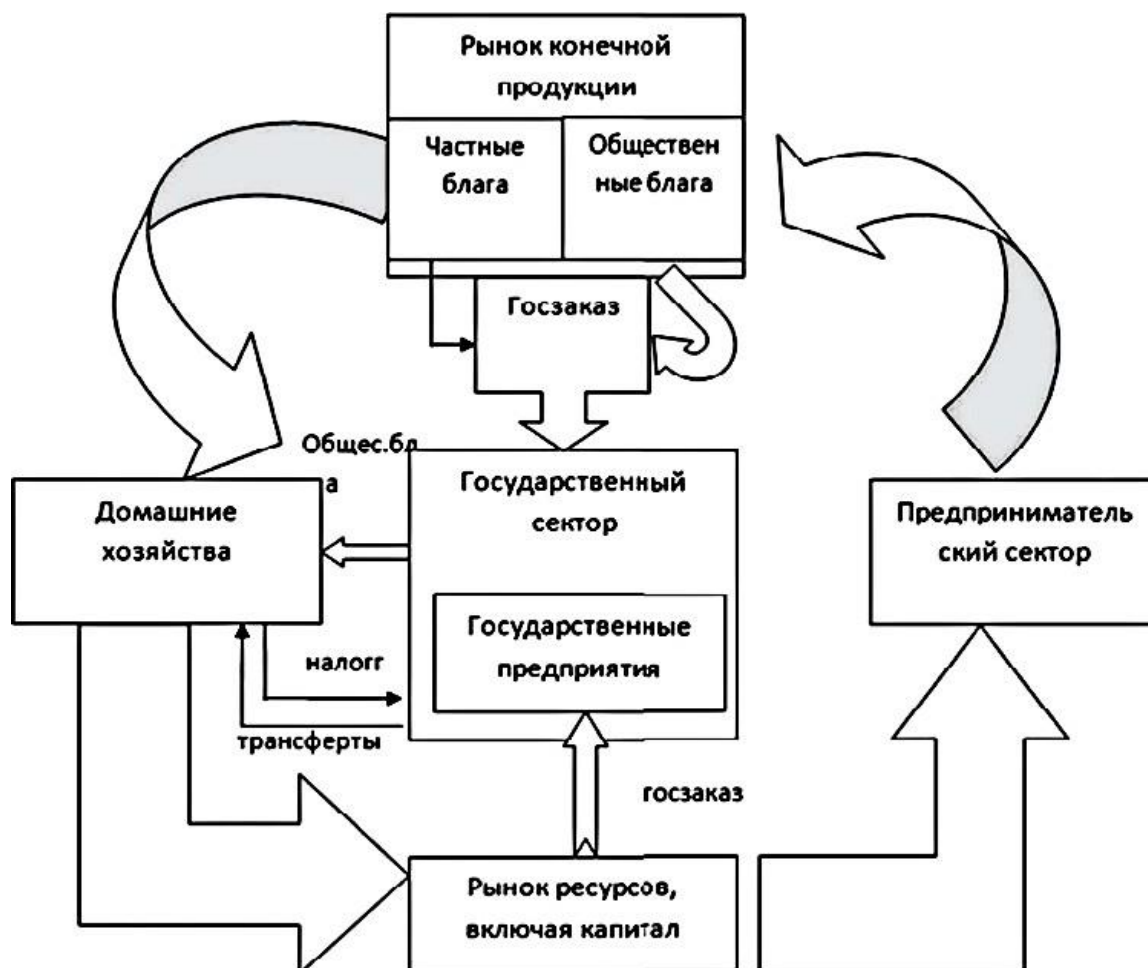 Рынок конечной
продукции
Частные
блага
Обществен
ные блага
Госзаказ
Общес.бл
а
Государственный
сектор
Домашние
хозяйства
Предприниматель
ский сектор
Государственные
предприятия
налогг
трансферты
госзаказ
Рынок ресурсов,
включая капитал